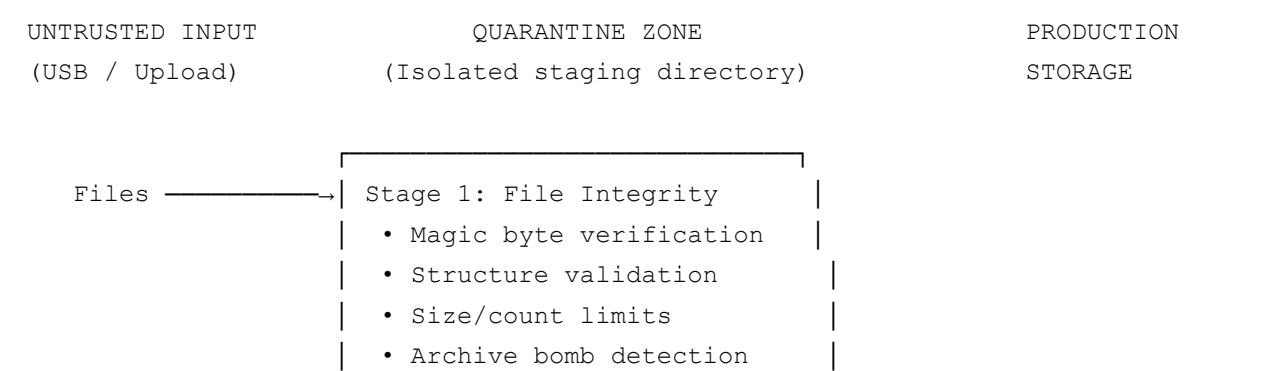 UNTRUSTED INPUT QUARANTINE ZONE PRODUCTION
(USB / Upload) (Isolated staging directory) STORAGE
Files ──────────→│ Stage 1: File Integrity │
│ • Magic byte verification │
│ • Structure validation │
│ • Size/count limits │
│ • Archive bomb detection │